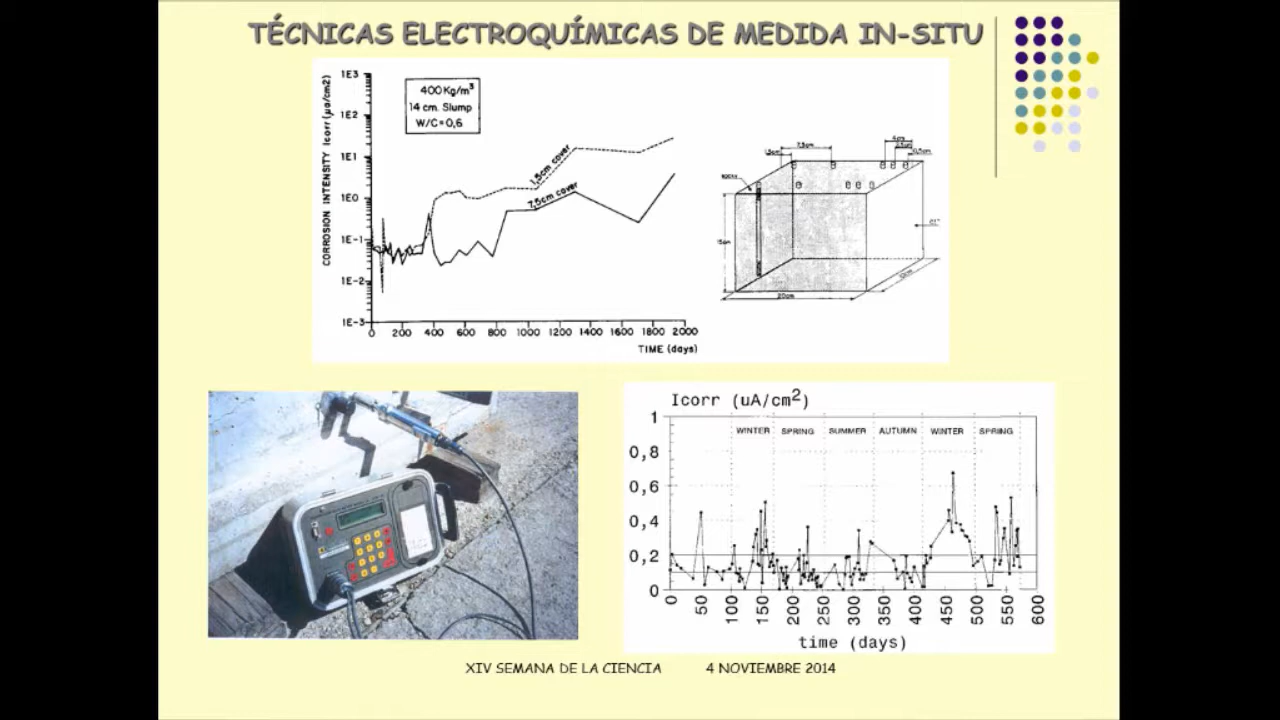 TÉCNICAS ELECTROQUÍMICAS DE MEDIDA IN-SITU
CORROSION INTENSITY Icorr (µa/cm2)
1E3
1E2
1E1
1E0
1E-1
1E-2
1E-3
400 Kg/m³
14 cm. Slump
W/C=0,6
1,5cm cover
7,5cm cover
0 200 400 600 800 1000 1200 1400 1600 1800 2000
TIME (days)
7,5cm
1,5cm
20cm
Icorr (uA/cm2)
1
0,8
0,6
0,4
0,2
0
WINTER SPRING SUMMER AUTUMN WINTER SPRING
0 50 100 150 200 250 300 350 400 450 500 550 600
time (days)
XIV SEMANA DE LA CIENCIA 4 NOVIEMBRE 2014